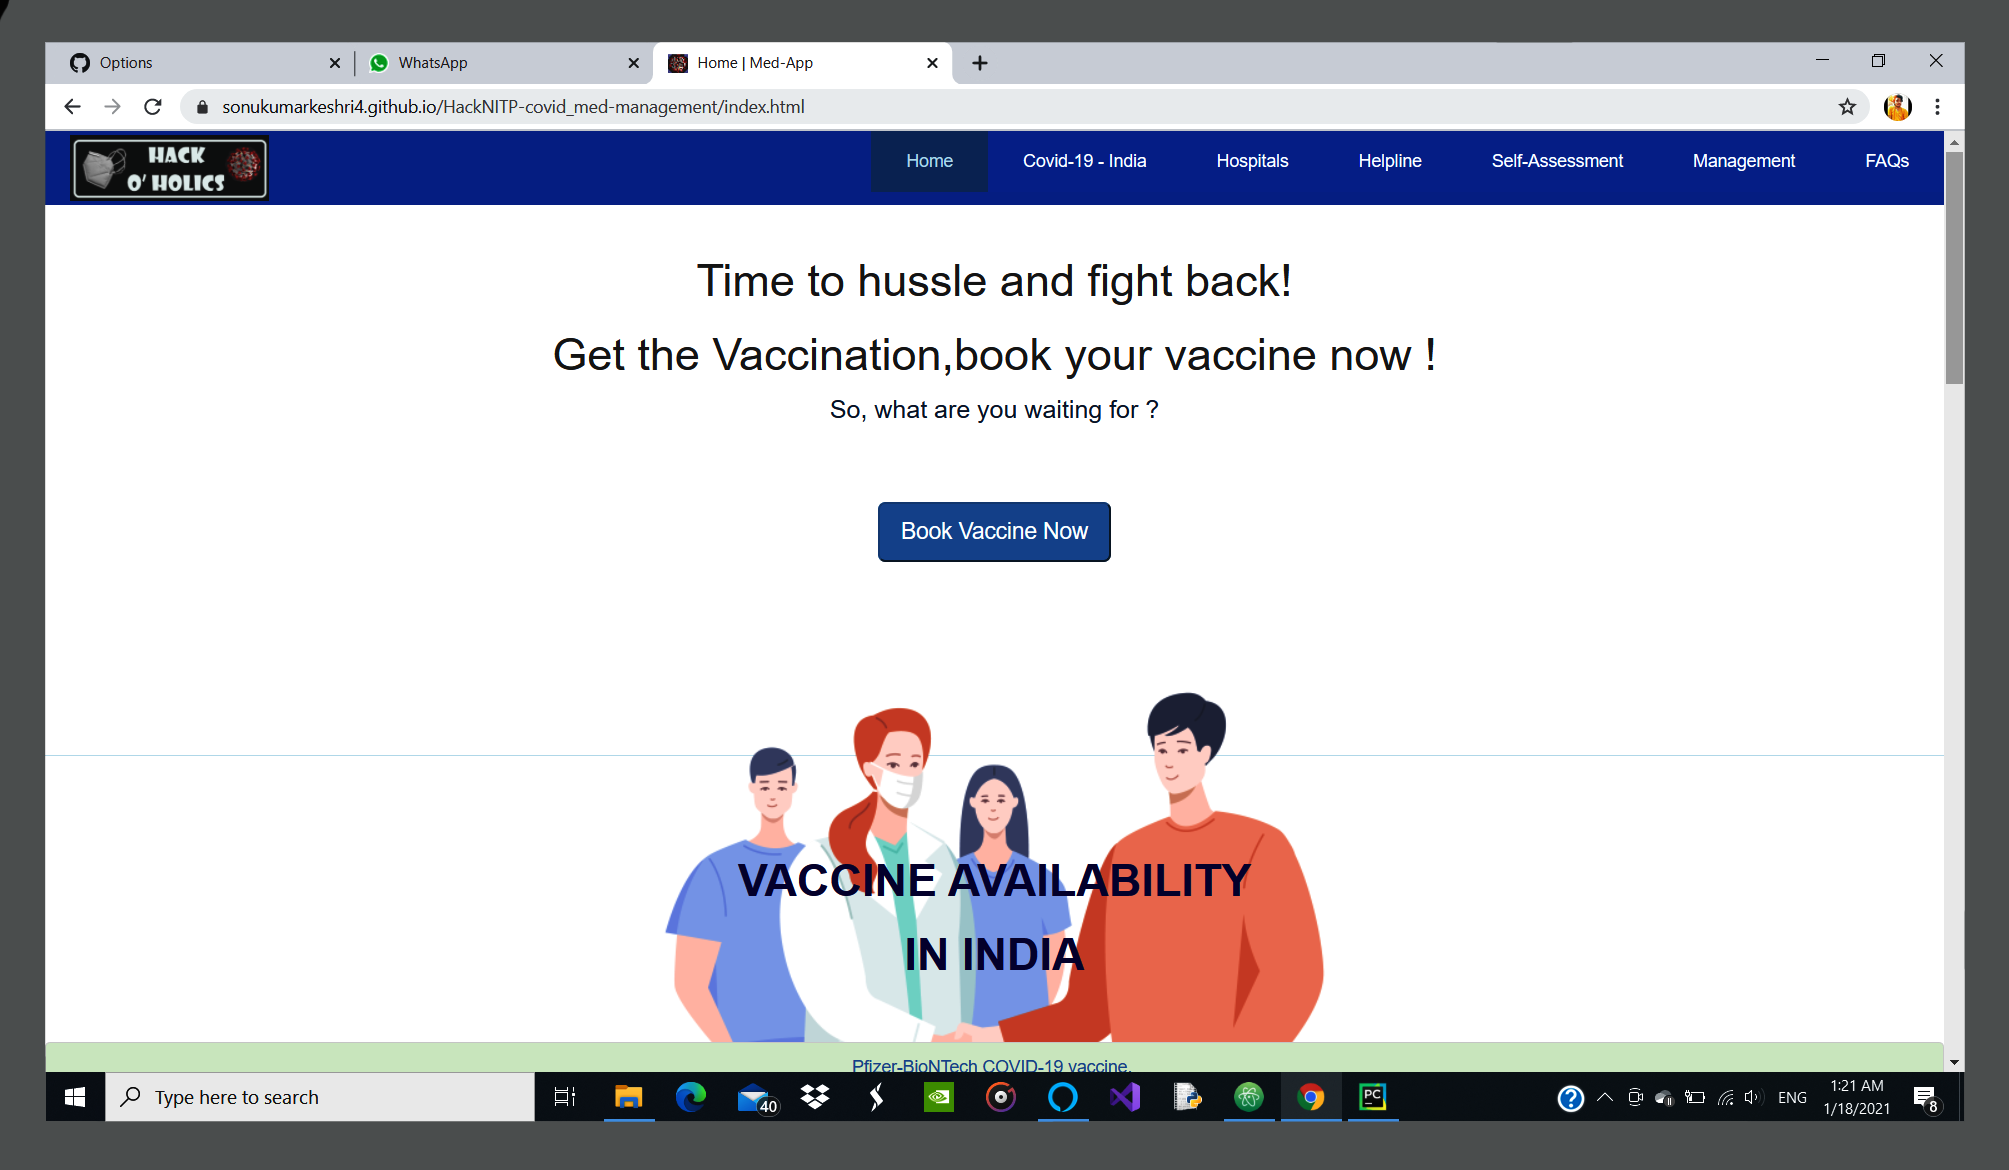 Options
WhatsApp
Home | Med-App
sonukumarkeshri4.github.io/HackNITP-covid_med-management/index.html
HACK
O' HOLICS
Home
Covid-19 - India
Hospitals
Helpline
Self-Assessment
Management
FAQs
Time to hussle and fight back!
Get the Vaccination,book your vaccine now !
So, what are you waiting for ?
Book Vaccine Now
VACCINE AVAILABILITY
IN INDIA
Pfizer-BioNTech COVID-19 vaccine.
Type here to search
40
PC
ENG
1:21 AM
1/18/2021
8